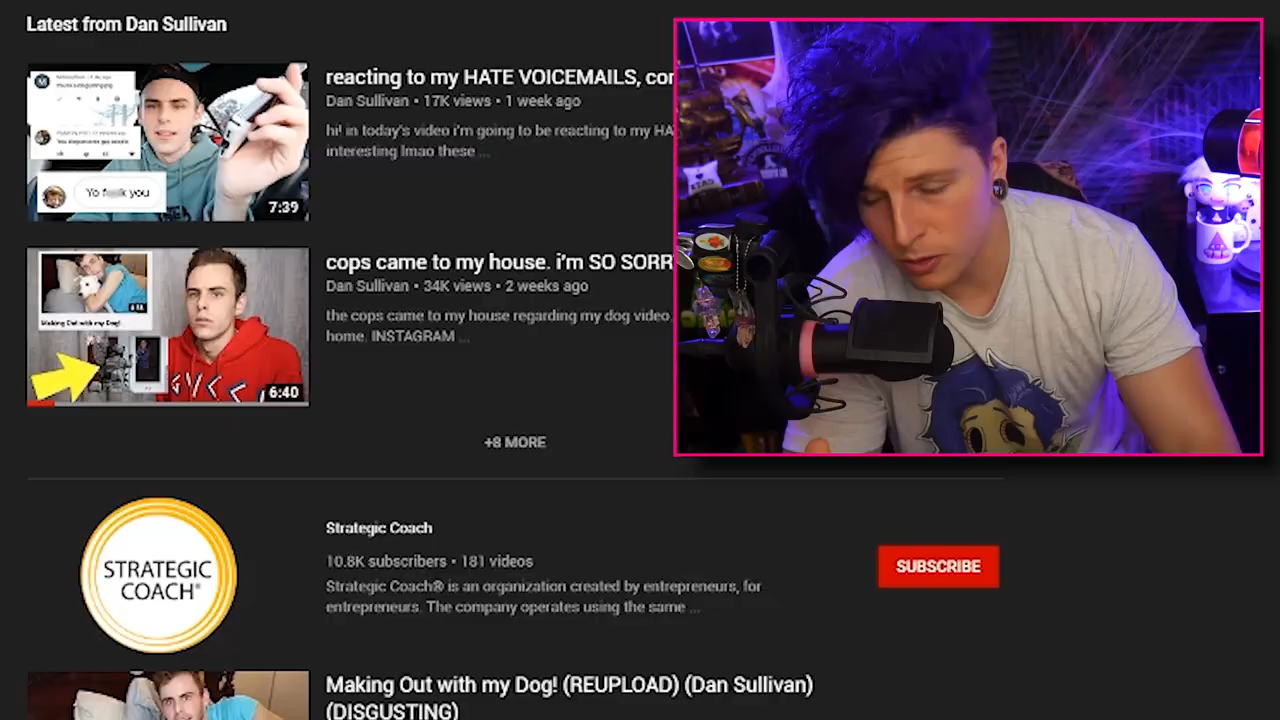 Latest from Dan Sullivan
reacting to my HATE VOICEMAILS, con
Dan Sullivan • 17K views • 1 week ago
hi! in today's video i'm going to be reacting to my HA
interesting lmao these ...
Yo f k you
7:39
cops came to my house. i'm SO SORR
Dan Sullivan • 34K views • 2 weeks ago
the cops came to my house regarding my dog video.
home. INSTAGRAM ...
Making Out with my Dog!
6:40
+8 MORE
STRATEGIC
COACH®
Strategic Coach
10.8K subscribers • 181 videos
Strategic Coach® is an organization created by entrepreneurs, for
entrepreneurs. The company operates using the same ...
SUBSCRIBE
Making Out with my Dog! (REUPLOAD) (Dan Sullivan)
(DISGUSTING)